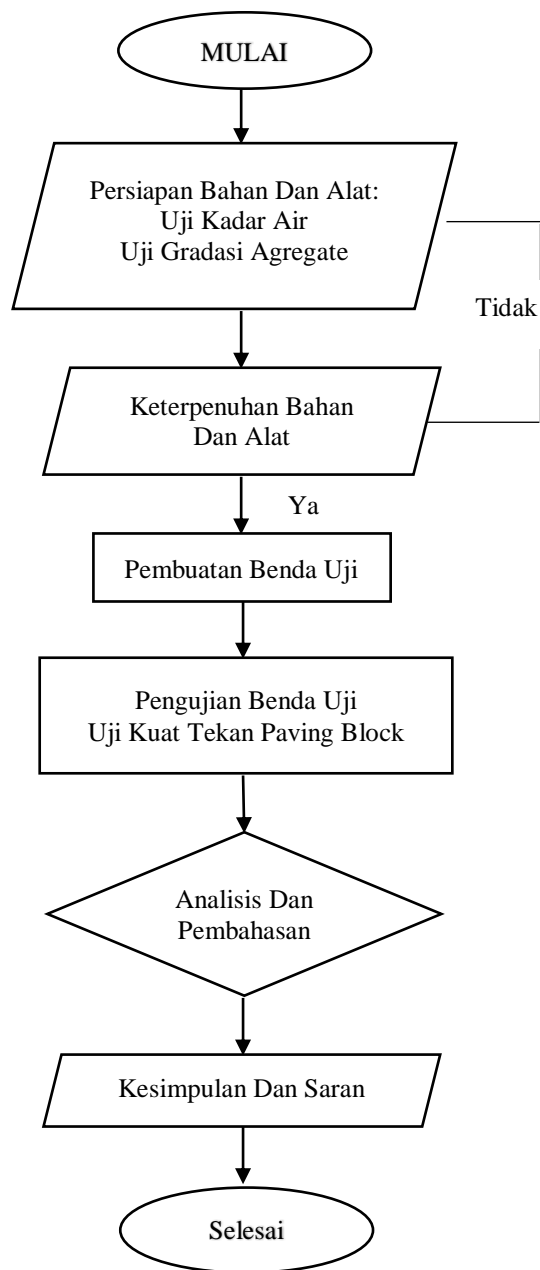 MULAI
Persiapan Bahan Dan Alat:
Uji Kadar Air
Uji Gradasi Agregate
Tidak
Keterpenuhan Bahan
Dan Alat
Ya
Pembuatan Benda Uji
Pengujian Benda Uji
Uji Kuat Tekan Paving Block
Analisis Dan
Pembahasan
Kesimpulan Dan Saran
Selesai